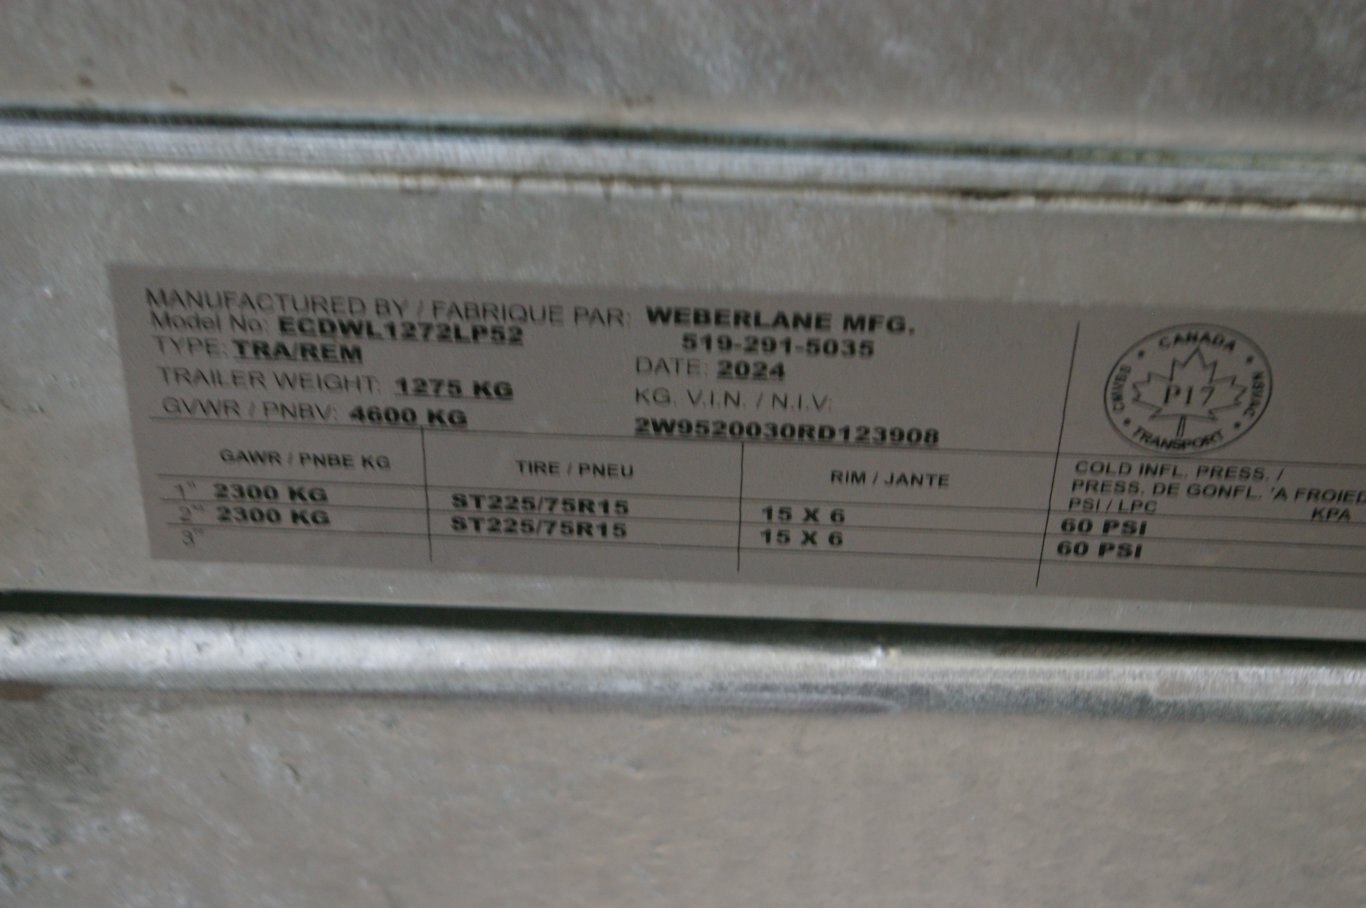 MANUFACTURED BY / FABRIQUE PAR: WEBERLANE MFG.
Model No: ECDWL1272LP52 519-291-5035
TYPE: TRA/REM DATE: 2024
TRAILER WEIGHT: 1275 KG KG. V.I.N. / N.I.V:
GVWR / PNBV: 4600 KG 2W9520030RD123908
CANADA
P17
TRANSPORT
GAWR / PNBE KG TIRE / PNEU RIM / JANTE COLD INFL. PRESS. /
PRESS. DE GONFL. 'A FROIED
PSI / LPC KPA
1" 2300 KG ST225/75R15 15 X 6 60 PSI
2" 2300 KG ST225/75R15 15 X 6 60 PSI
3"